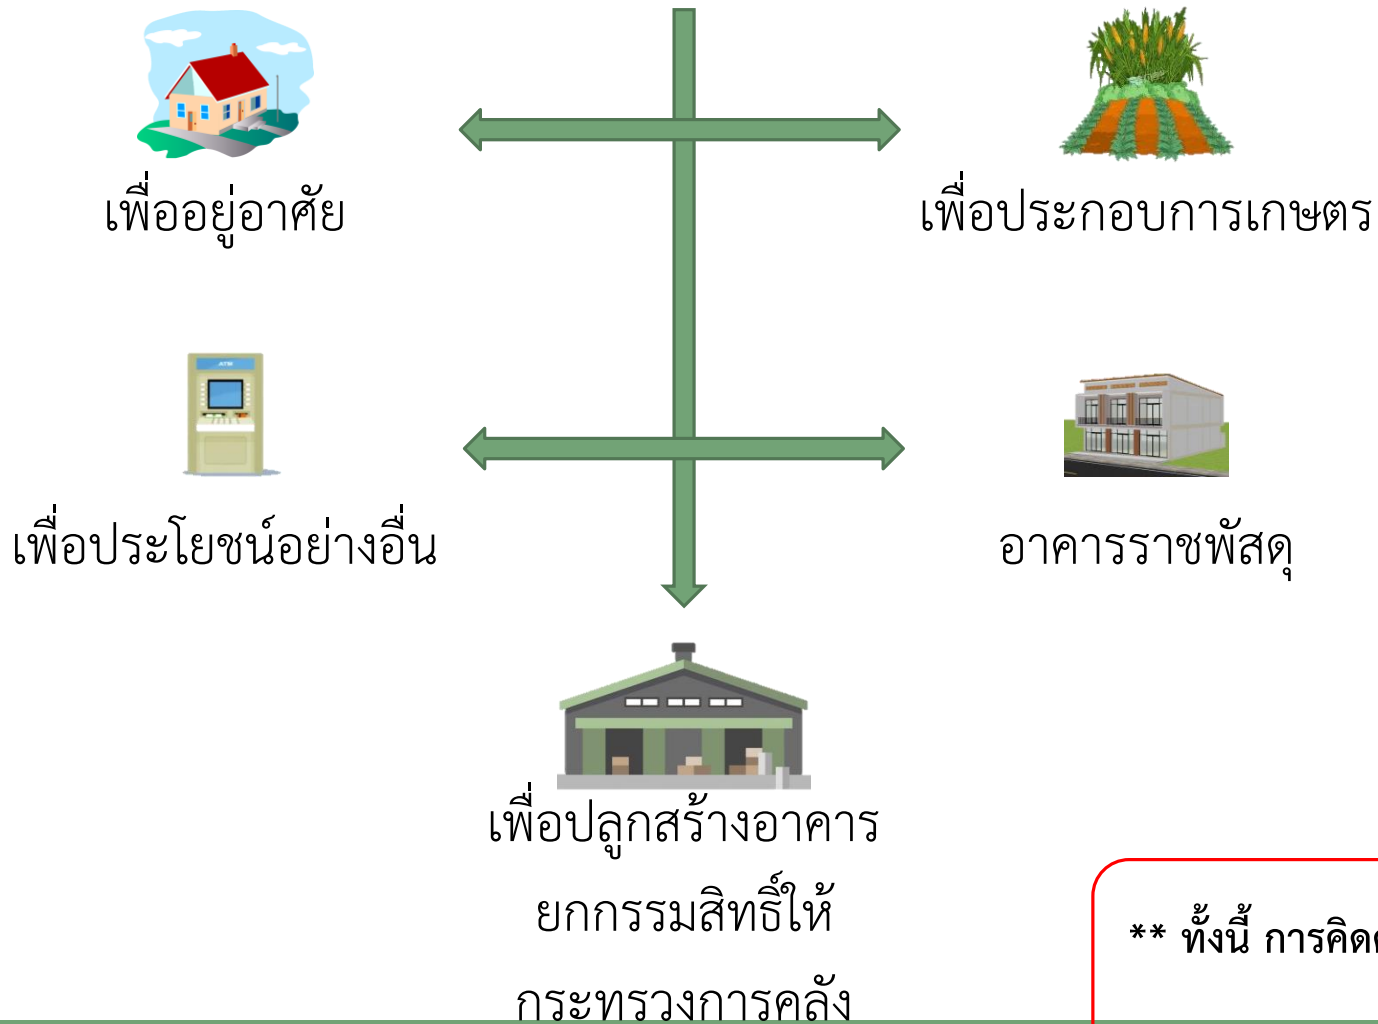 เพื่ออยู่อาศัย
เพื่อประกอบการเกษตร
ATM
เพื่อประโยชน์อย่างอื่น
อาคารราชพัสดุ
เพื่อปลูกสร้างอาคาร
ยกกรรมสิทธิ์ให้
กระทรวงการคลัง
** ทั้งนี้ การคิด